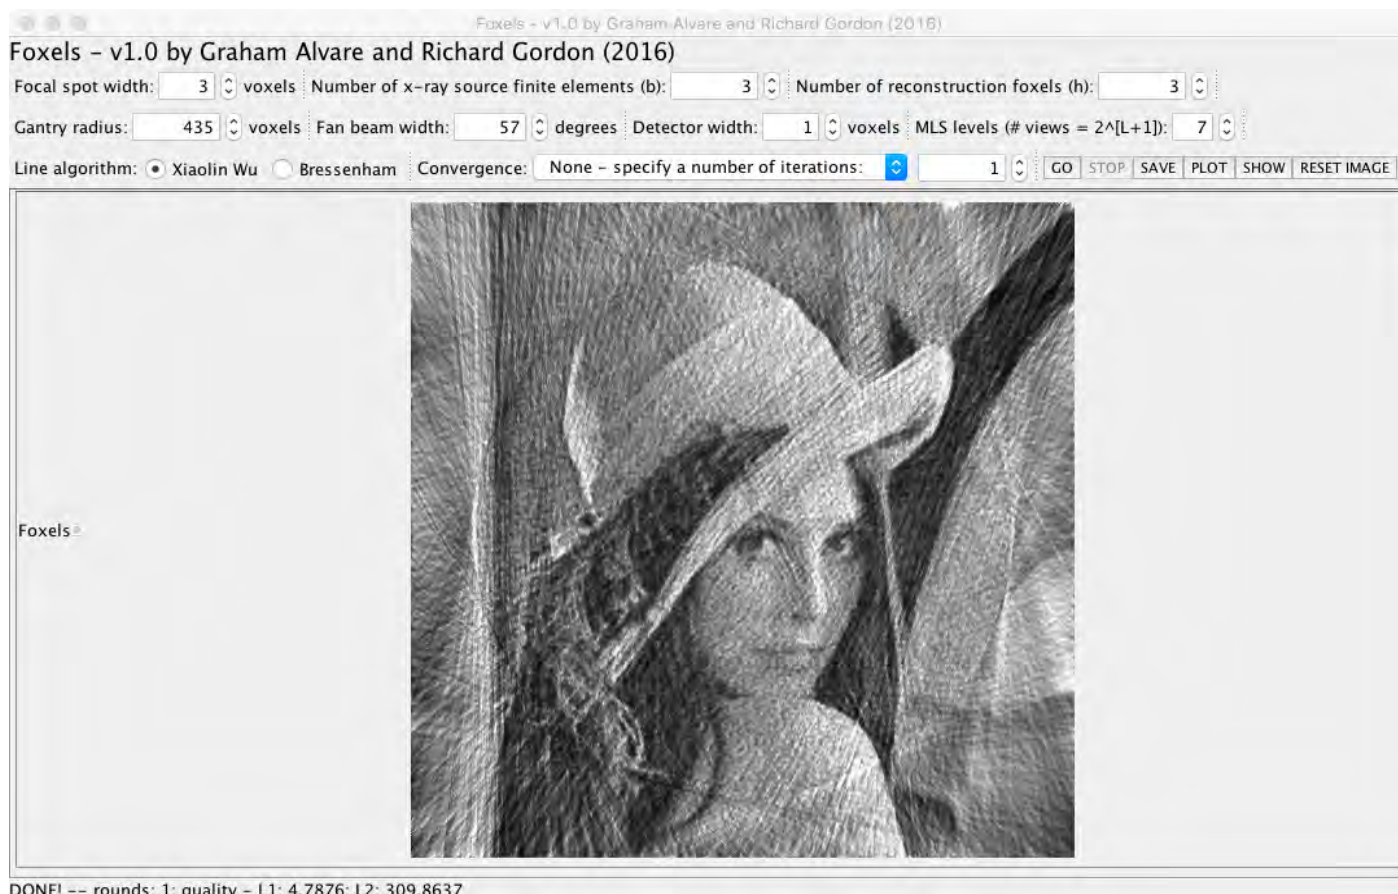 Foxels - v1.0 by Graham Alvare and Richard Gordon (2016)
Foxels - v1.0 by Graham Alvare and Richard Gordon (2016)
Focal spot width: 3 voxels Number of x-ray source finite elements (b): 3 Number of reconstruction foxels (h): 3
Gantry radius: 435 voxels Fan beam width: 57 degrees Detector width: 1 voxels MLS levels (# views = 2^[L+1]): 7
Line algorithm: Xiaolin Wu Bressenham Convergence: None - specify a number of iterations: 1 GO STOP SAVE PLOT SHOW RESET IMAGE
Foxels
DONE! -- rounds: 1; quality - L1: 4.7876; L2: 309.8637